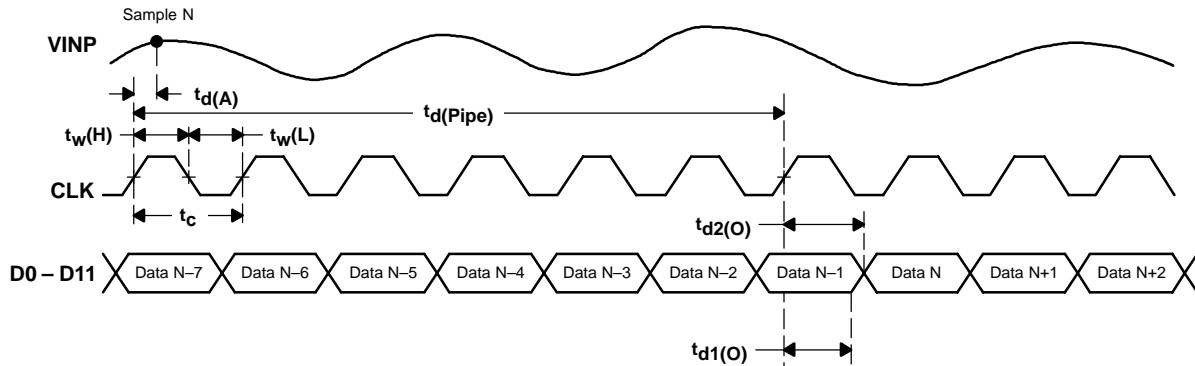 Sample N
VINP
td(A)
td(Pipe)
tw(H)
tw(L)
CLK
tc
td2(O)
D0 – D11
Data N–7
Data N–6
Data N–5
Data N–4
Data N–3
Data N–2
Data N–1
Data N
Data N+1
Data N+2
td1(O)